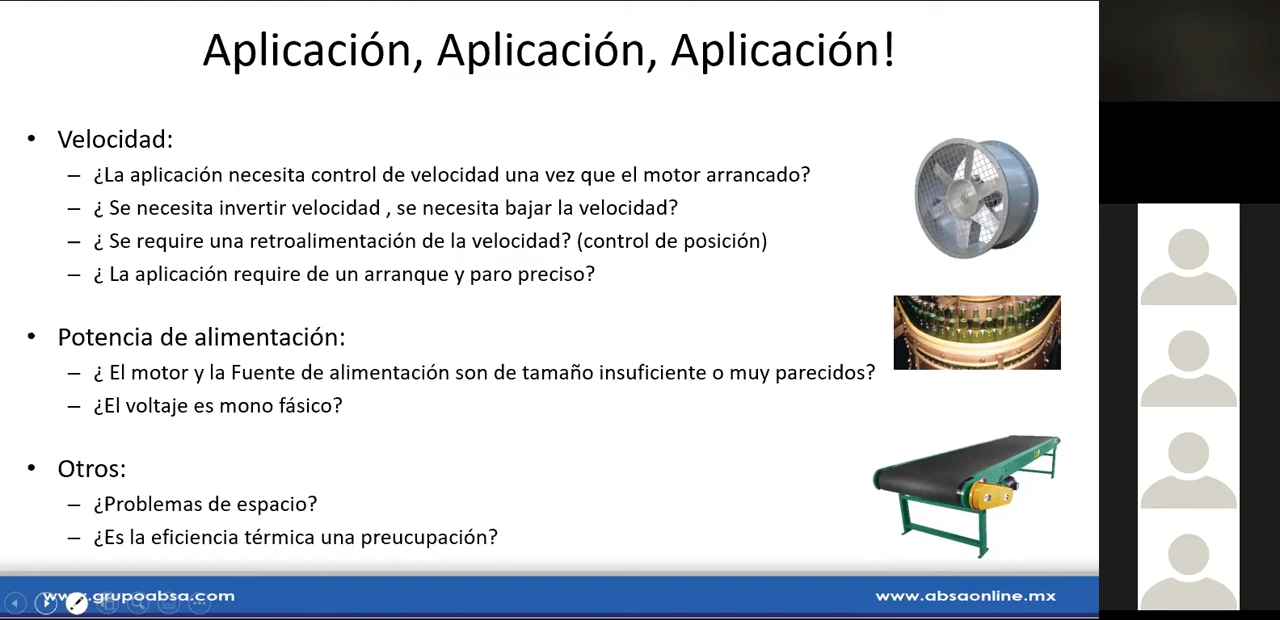 Aplicación, Aplicación, Aplicación!
• Velocidad:
– ¿La aplicación necesita control de velocidad una vez que el motor arrancado?
– ¿ Se necesita invertir velocidad , se necesita bajar la velocidad?
– ¿ Se require una retroalimentación de la velocidad? (control de posición)
– ¿ La aplicación require de un arranque y paro preciso?
• Potencia de alimentación:
– ¿ El motor y la Fuente de alimentación son de tamaño insuficiente o muy parecidos?
– ¿El voltaje es mono fásico?
• Otros:
– ¿Problemas de espacio?
– ¿Es la eficiencia térmica una preucupación?
www.grupoabsa.com
www.absaonline.mx